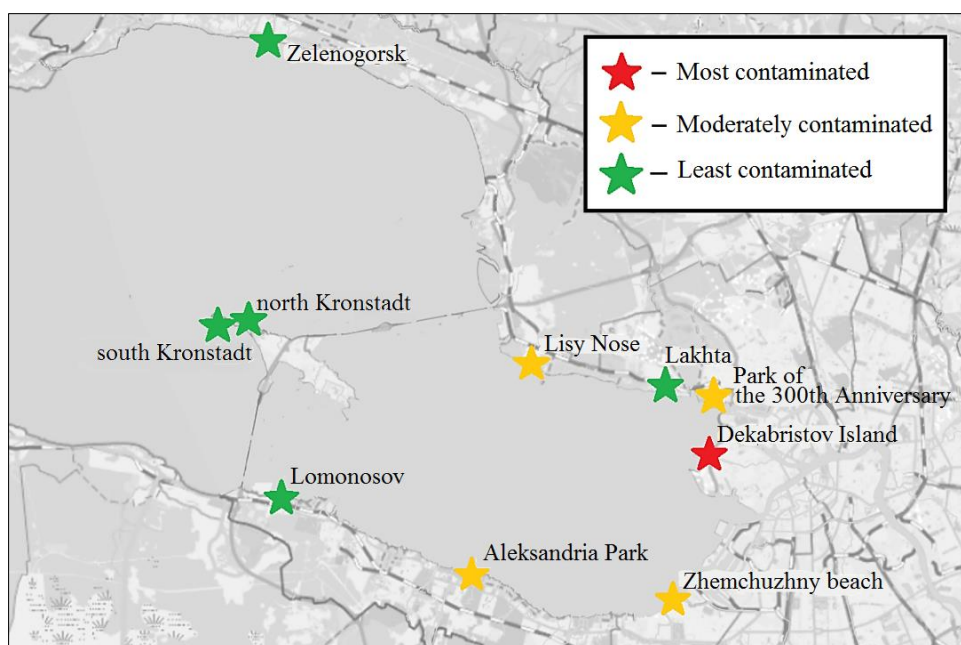 Zelenogorsk
– Most contaminated
– Moderately contaminated
– Least contaminated
north Kronstadt
south Kronstadt
Lisy Nose
Lakhta
Park of
the 300th Anniversary
Dekabristov Island
Lomonosov
Aleksandria Park
Zhemchuzhny beach